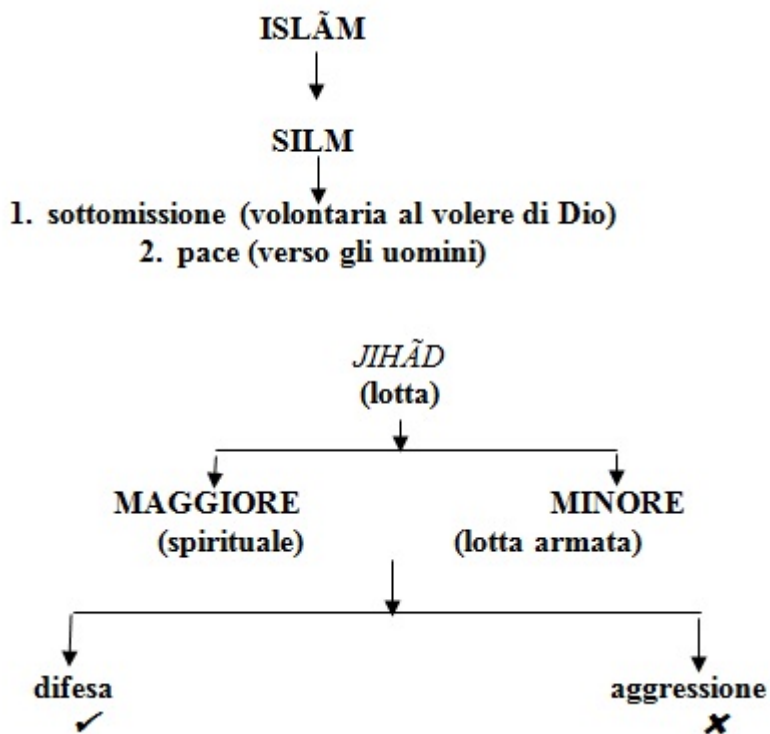 ISLÃM
SILM
1. sottomissione (volontaria al volere di Dio)
2. pace (verso gli uomini)
JIHÃD
(lotta)
MAGGIORE MINORE
(spirituale) (lotta armata)
difesa aggressione
✓ ✗